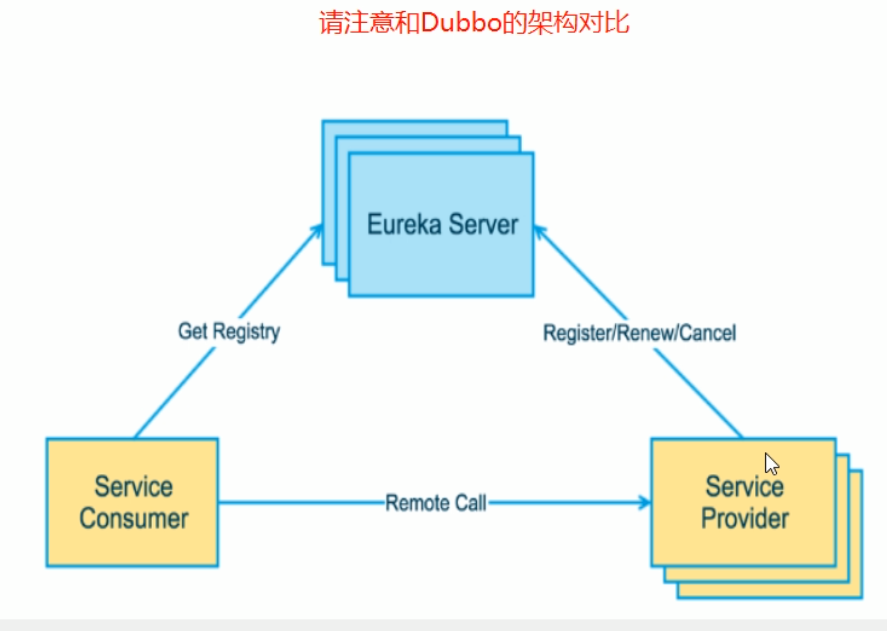 请注意和Dubbo的架构对比
Eureka Server
Get Registry
Register/Renew/Cancel
Service
Consumer
Remote Call
Service
Provider